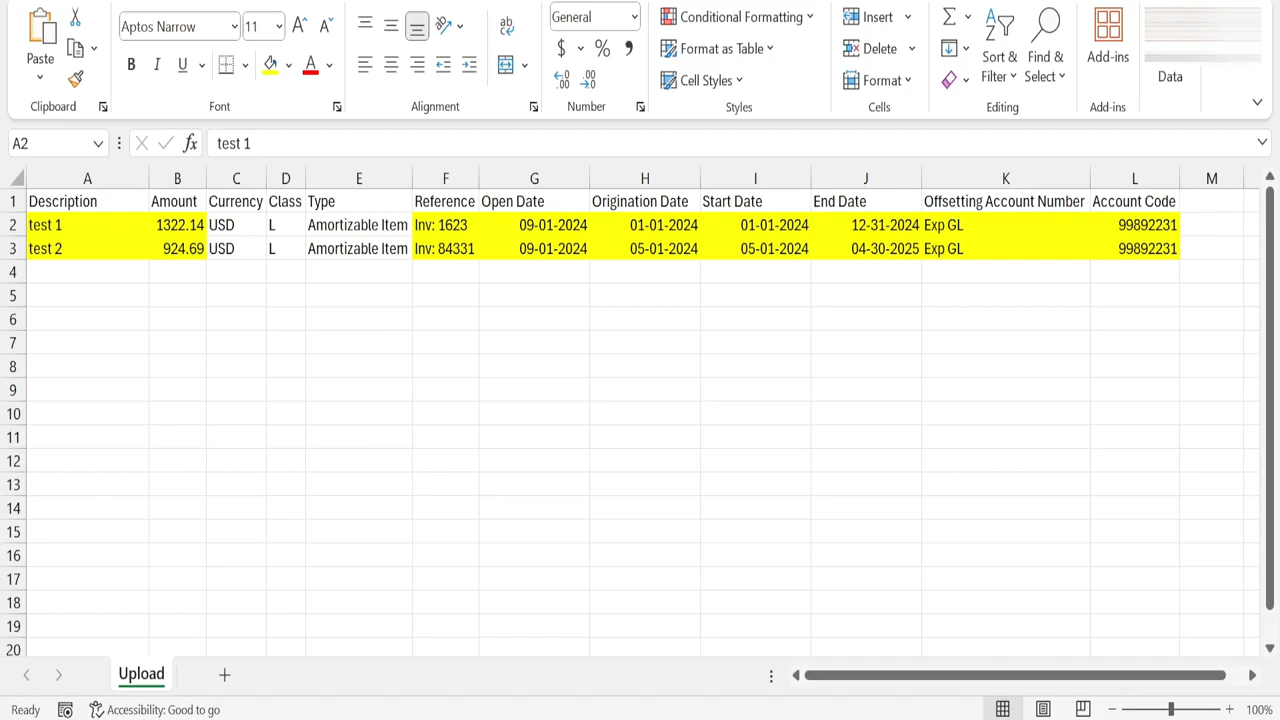 Paste
Clipboard
Aptos Narrow
11
A^
A
B
I
U
A
Font
ab
Alignment
General
$
%
,
←0
.00
.00
→0
Number
Conditional Formatting
Format as Table
Cell Styles
Styles
Insert
Delete
Format
Cells
Σ
A
Z
Sort &
Filter
Find &
Select
Editing
Add-ins
Add-ins
Data
A2
fx
test 1
A B C D E F G H I J K L M
1 Description Amount Currency Class Type Reference Open Date Origination Date Start Date End Date Offsetting Account Number Account Code
2 test 1 1322.14 USD L Amortizable Item Inv: 1623 09-01-2024 01-01-2024 01-01-2024 12-31-2024 Exp GL 99892231
3 test 2 924.69 USD L Amortizable Item Inv: 84331 09-01-2024 05-01-2024 05-01-2024 04-30-2025 Exp GL 99892231
4
5
6
7
8
9
10
11
12
13
14
15
16
17
18
19
20
Upload
+
Ready
Accessibility: Good to go
100%